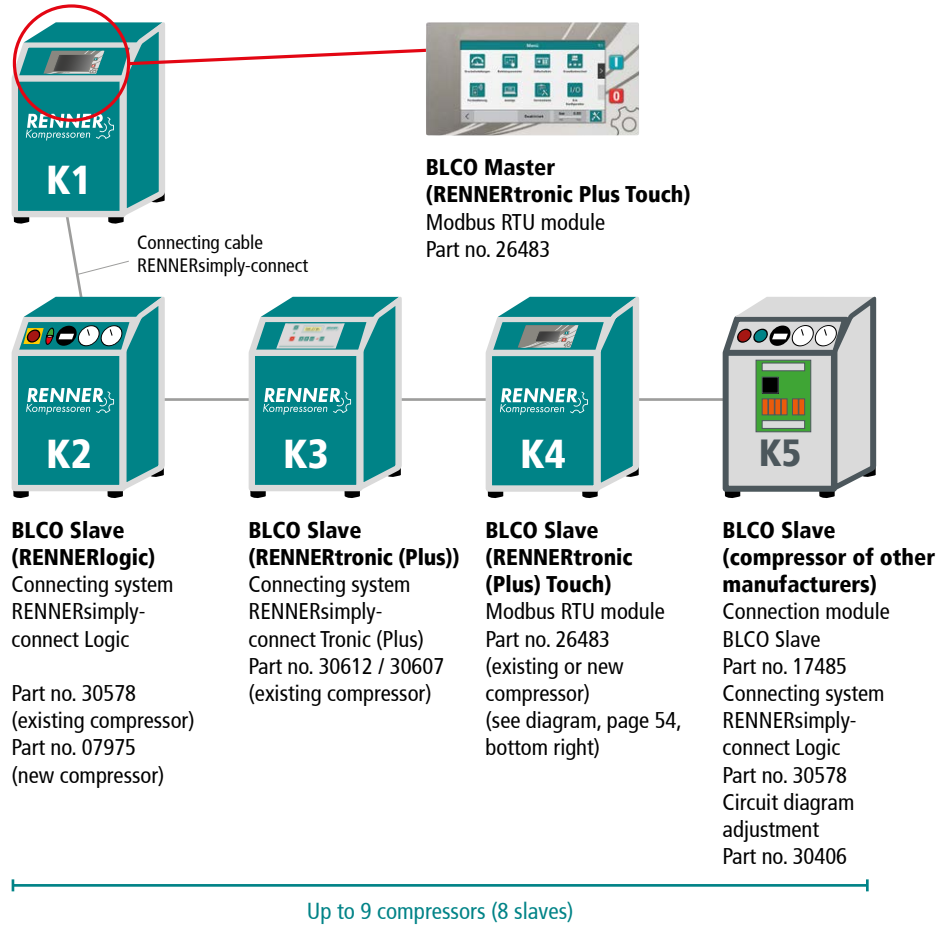 RENNER
Kompressoren
K1
Menü
I/O
I
0
BLCO Master
(RENNERtronic Plus Touch)
Modbus RTU module
Part no. 26483
Connecting cable
RENNERsimply-connect
RENNER
Kompressoren
K2
RENNER
Kompressoren
K3
RENNER
Kompressoren
K4
K5
BLCO Slave
(RENNERlogic)
Connecting system
RENNERsimply-
connect Logic
Part no. 30578
(existing compressor)
Part no. 07975
(new compressor)
BLCO Slave
(RENNERtronic (Plus))
Connecting system
RENNERsimply-
connect Tronic (Plus)
Part no. 30612 / 30607
(existing compressor)
BLCO Slave
(RENNERtronic
(Plus) Touch)
Modbus RTU module
Part no. 26483
(existing or new
compressor)
(see diagram, page 54,
bottom right)
BLCO Slave
(compressor of other
manufacturers)
Connection module
BLCO Slave
Part no. 17485
Connecting system
RENNERsimply-
connect Logic
Part no. 30578
Circuit diagram
adjustment
Part no. 30406
Up to 9 compressors (8 slaves)